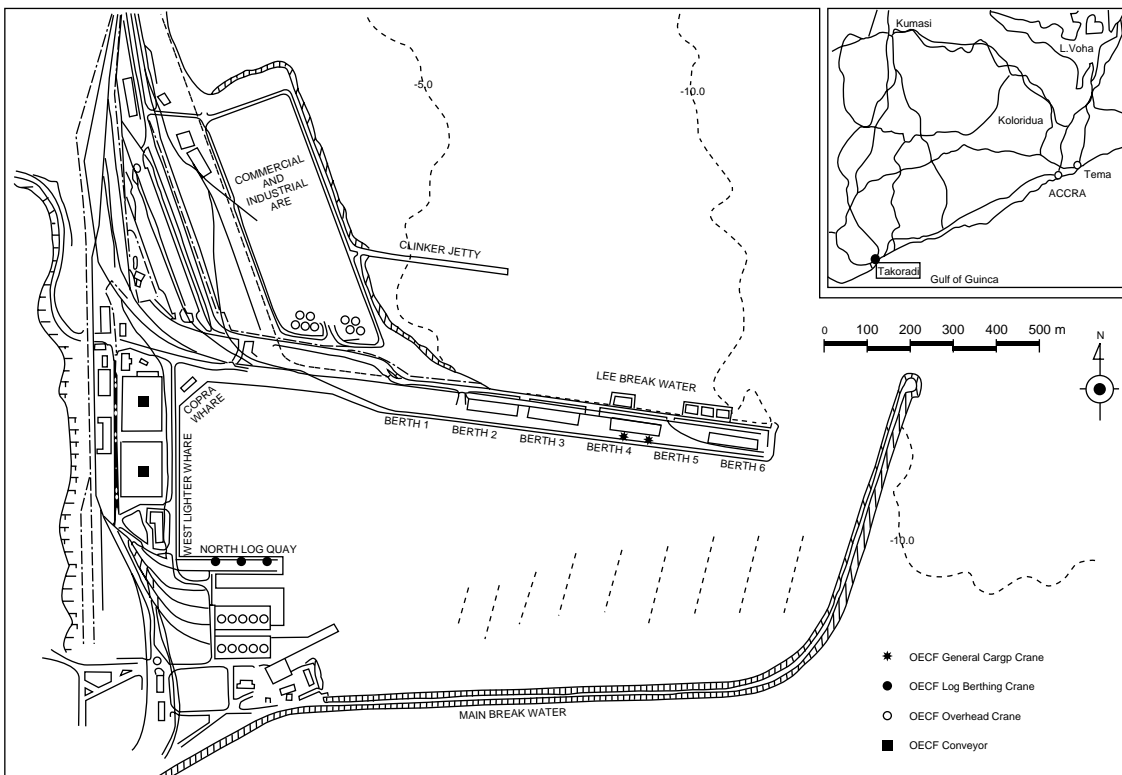 -5.0
-10.0
COMMERCIAL
AND
INDUSTRIAL
ARE
CLINKER JETTY
LEE BREAK WATER
COPRA
WHARE
BERTH 1
BERTH 2
BERTH 3
BERTH 4
BERTH 5
BERTH 6
WEST LIGHTER WHARE
NORTH LOG QUAY
-10.0
MAIN BREAK WATER
Kumasi
L.Voha
Koloridua
Tema
ACCRA
Takoradi
Gulf of Guinca
0 100 200 300 400 500 m
N
OECF General Cargp Crane
OECF Log Berthing Crane
OECF Overhead Crane
OECF Conveyor